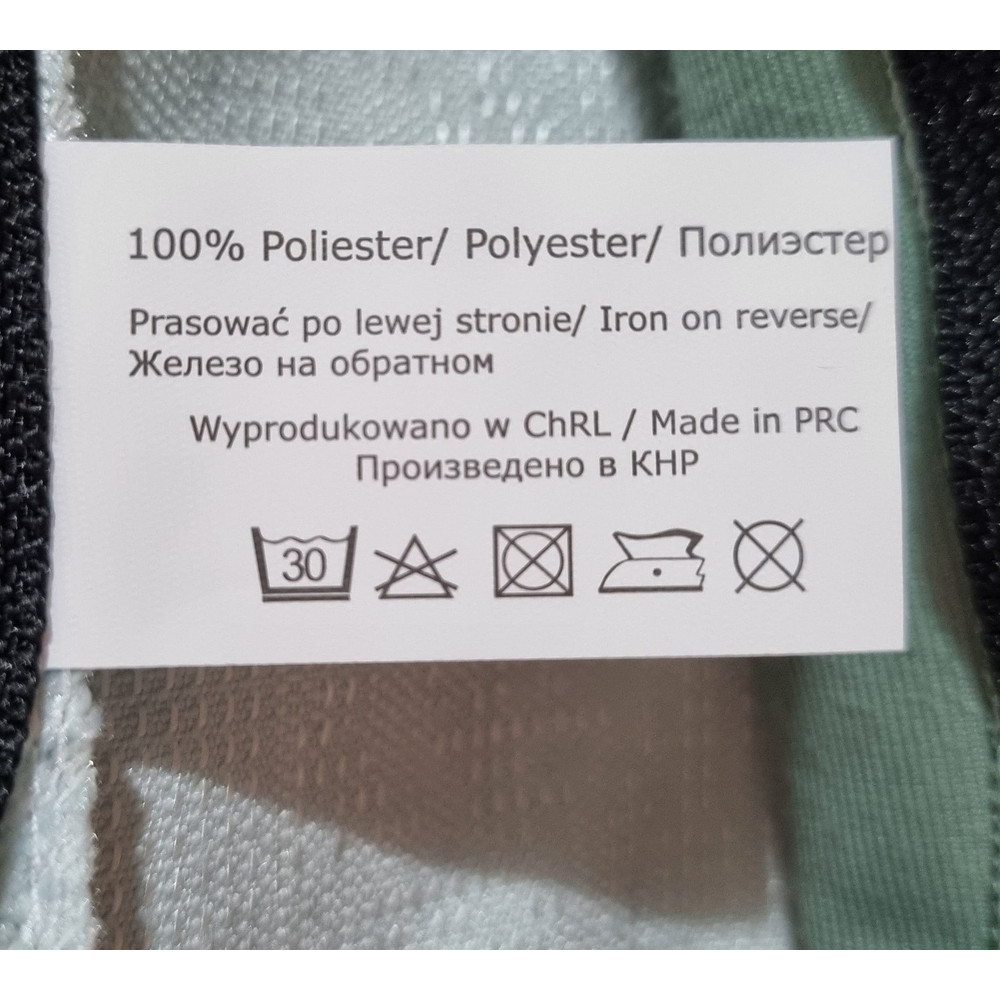 100% Poliester/ Polyester/ Полиэстер
Prasować po lewej stronie/ Iron on reverse/
Железо на обратном
Wyprodukowano w ChRL / Made in PRC
Произведено в КНР
30